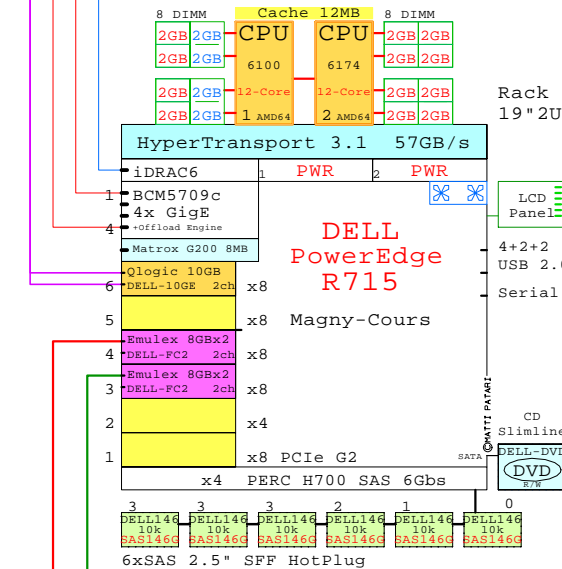 8 DIMM
Cache 12MB
8 DIMM
2GB 2GB
CPU
CPU
2GB 2GB
2GB 2GB
6100
6174
2GB 2GB
2GB 2GB
12-Core
12-Core
2GB 2GB
2GB 2GB
1 AMD64
2 AMD64
2GB 2GB
Rack
19"2U
HyperTransport 3.1 57GB/s
iDRAC6
1 PWR
2 PWR
1 BCM5709c
4x GigE
4 +Offload Engine
LCD
Panel
DELL
PowerEdge
R715
Matrox G200 8MB
4+2+2
USB 2.0
Qlogic 10GB
6 DELL-10GE 2ch x8
Serial
5 x8
Magny-Cours
Emulex 8GBx2
4 DELL-FC2 2ch x8
Emulex 8GBx2
3 DELL-FC2 2ch x8
©MATTI PATARI
2 x4
CD
Slimline
1 x8 PCIe G2
SATA
DELL-DVD
DVD
R/W
x4 PERC H700 SAS 6Gbs
3 3 3 2 1 0
DELL146 DELL146 DELL146 DELL146 DELL146 DELL146
10k 10k 10k 10k 10k 10k
SAS146G SAS146G SAS146G SAS146G SAS146G SAS146G
6xSAS 2.5" SFF HotPlug